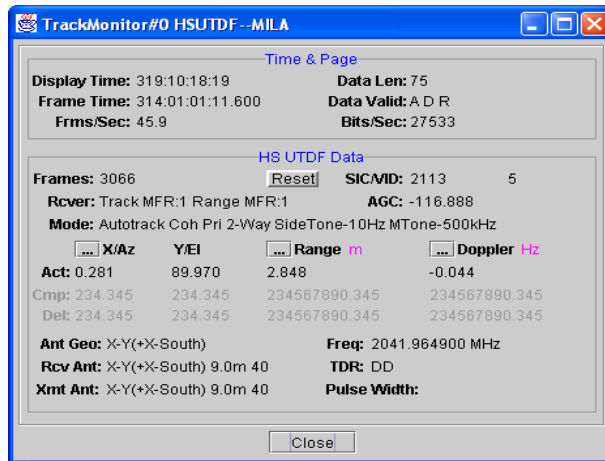 TrackMonitor#0 HSUTDF--MILA
Time & Page
Display Time: 319:10:18:19 Data Len: 75
Frame Time: 314:01:01:11.600 Data Valid: A D R
Frms/Sec: 45.9 Bits/Sec: 27533
HS UTDF Data
Frames: 3066 Reset SIC/VID: 2113 5
Rcver: Track MFR:1 Range MFR:1 AGC: -116.888
Mode: Autotrack Coh Pri 2-Way SideTone-10Hz MTone-500kHz
... X/Az Y/El ... Range m ... Doppler Hz
Act: 0.281 89.970 2.848 -0.044
Cmp: 234.345 234.345 234567890.345 234567890.345
Del: 234.345 234.345 234567890.345 234567890.345
Ant Geo: X-Y(+X-South) Freq: 2041.964900 MHz
Rcv Ant: X-Y(+X-South) 9.0m 40 TDR: DD
Xmt Ant: X-Y(+X-South) 9.0m 40 Pulse Width:
Close